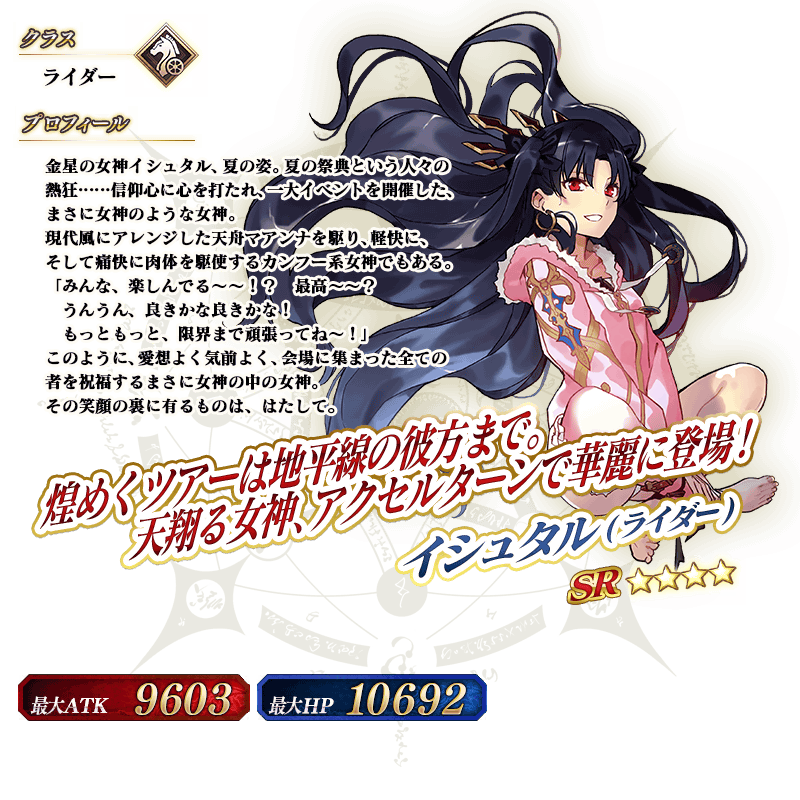 クラス
ライダー
プロフィール
金星の女神イシュタル、夏の姿。夏の祭典という人々の
熱狂……信仰心に心を打たれ、一大イベントを開催した、
まさに女神のような女神。
現代風にアレンジした天舟マアンナを駆り、軽快に、
そして痛快に肉体を駆使するカンフー系女神でもある。
「みんな、楽しんでる～～！？　最高～～？
うんうん、良きかな良きかな！
もっともっと、限界まで頑張ってね～！」
このように、愛想よく気前よく、会場に集まった全ての
者を祝福するまさに女神の中の女神。
その笑顔の裏に有るものは、はたして。
煌めくツアーは地平線の彼方まで。
天翔る女神、アクセルターンで華麗に登場！
イシュタル（ライダー）
SR
最大ATK 9603
最大HP 10692